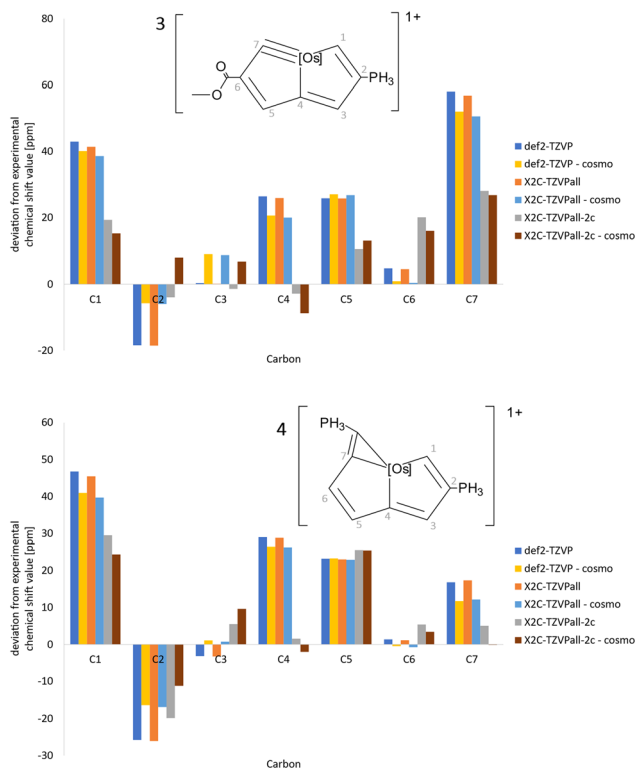 80
60
40
20
0
-20
deviation from experimental
chemical shift value [ppm]
C1 C2 C3 C4 C5 C6 C7
Carbon
3
1+
7
1
[Os]
2
PH3
O
6
O
4
5
3
def2-TZVP
def2-TZVP - cosmo
X2C-TZVPall
X2C-TZVPall - cosmo
X2C-TZVPall-2c
X2C-TZVPall-2c - cosmo
60
50
40
30
20
10
0
-10
-20
-30
deviation from experimental
chemical shift value [ppm]
C1 C2 C3 C4 C5 C6 C7
Carbon
4
1+
PH3
7
1
[Os]
2
PH3
6
4
5
3
def2-TZVP
def2-TZVP - cosmo
X2C-TZVPall
X2C-TZVPall - cosmo
X2C-TZVPall-2c
X2C-TZVPall-2c - cosmo